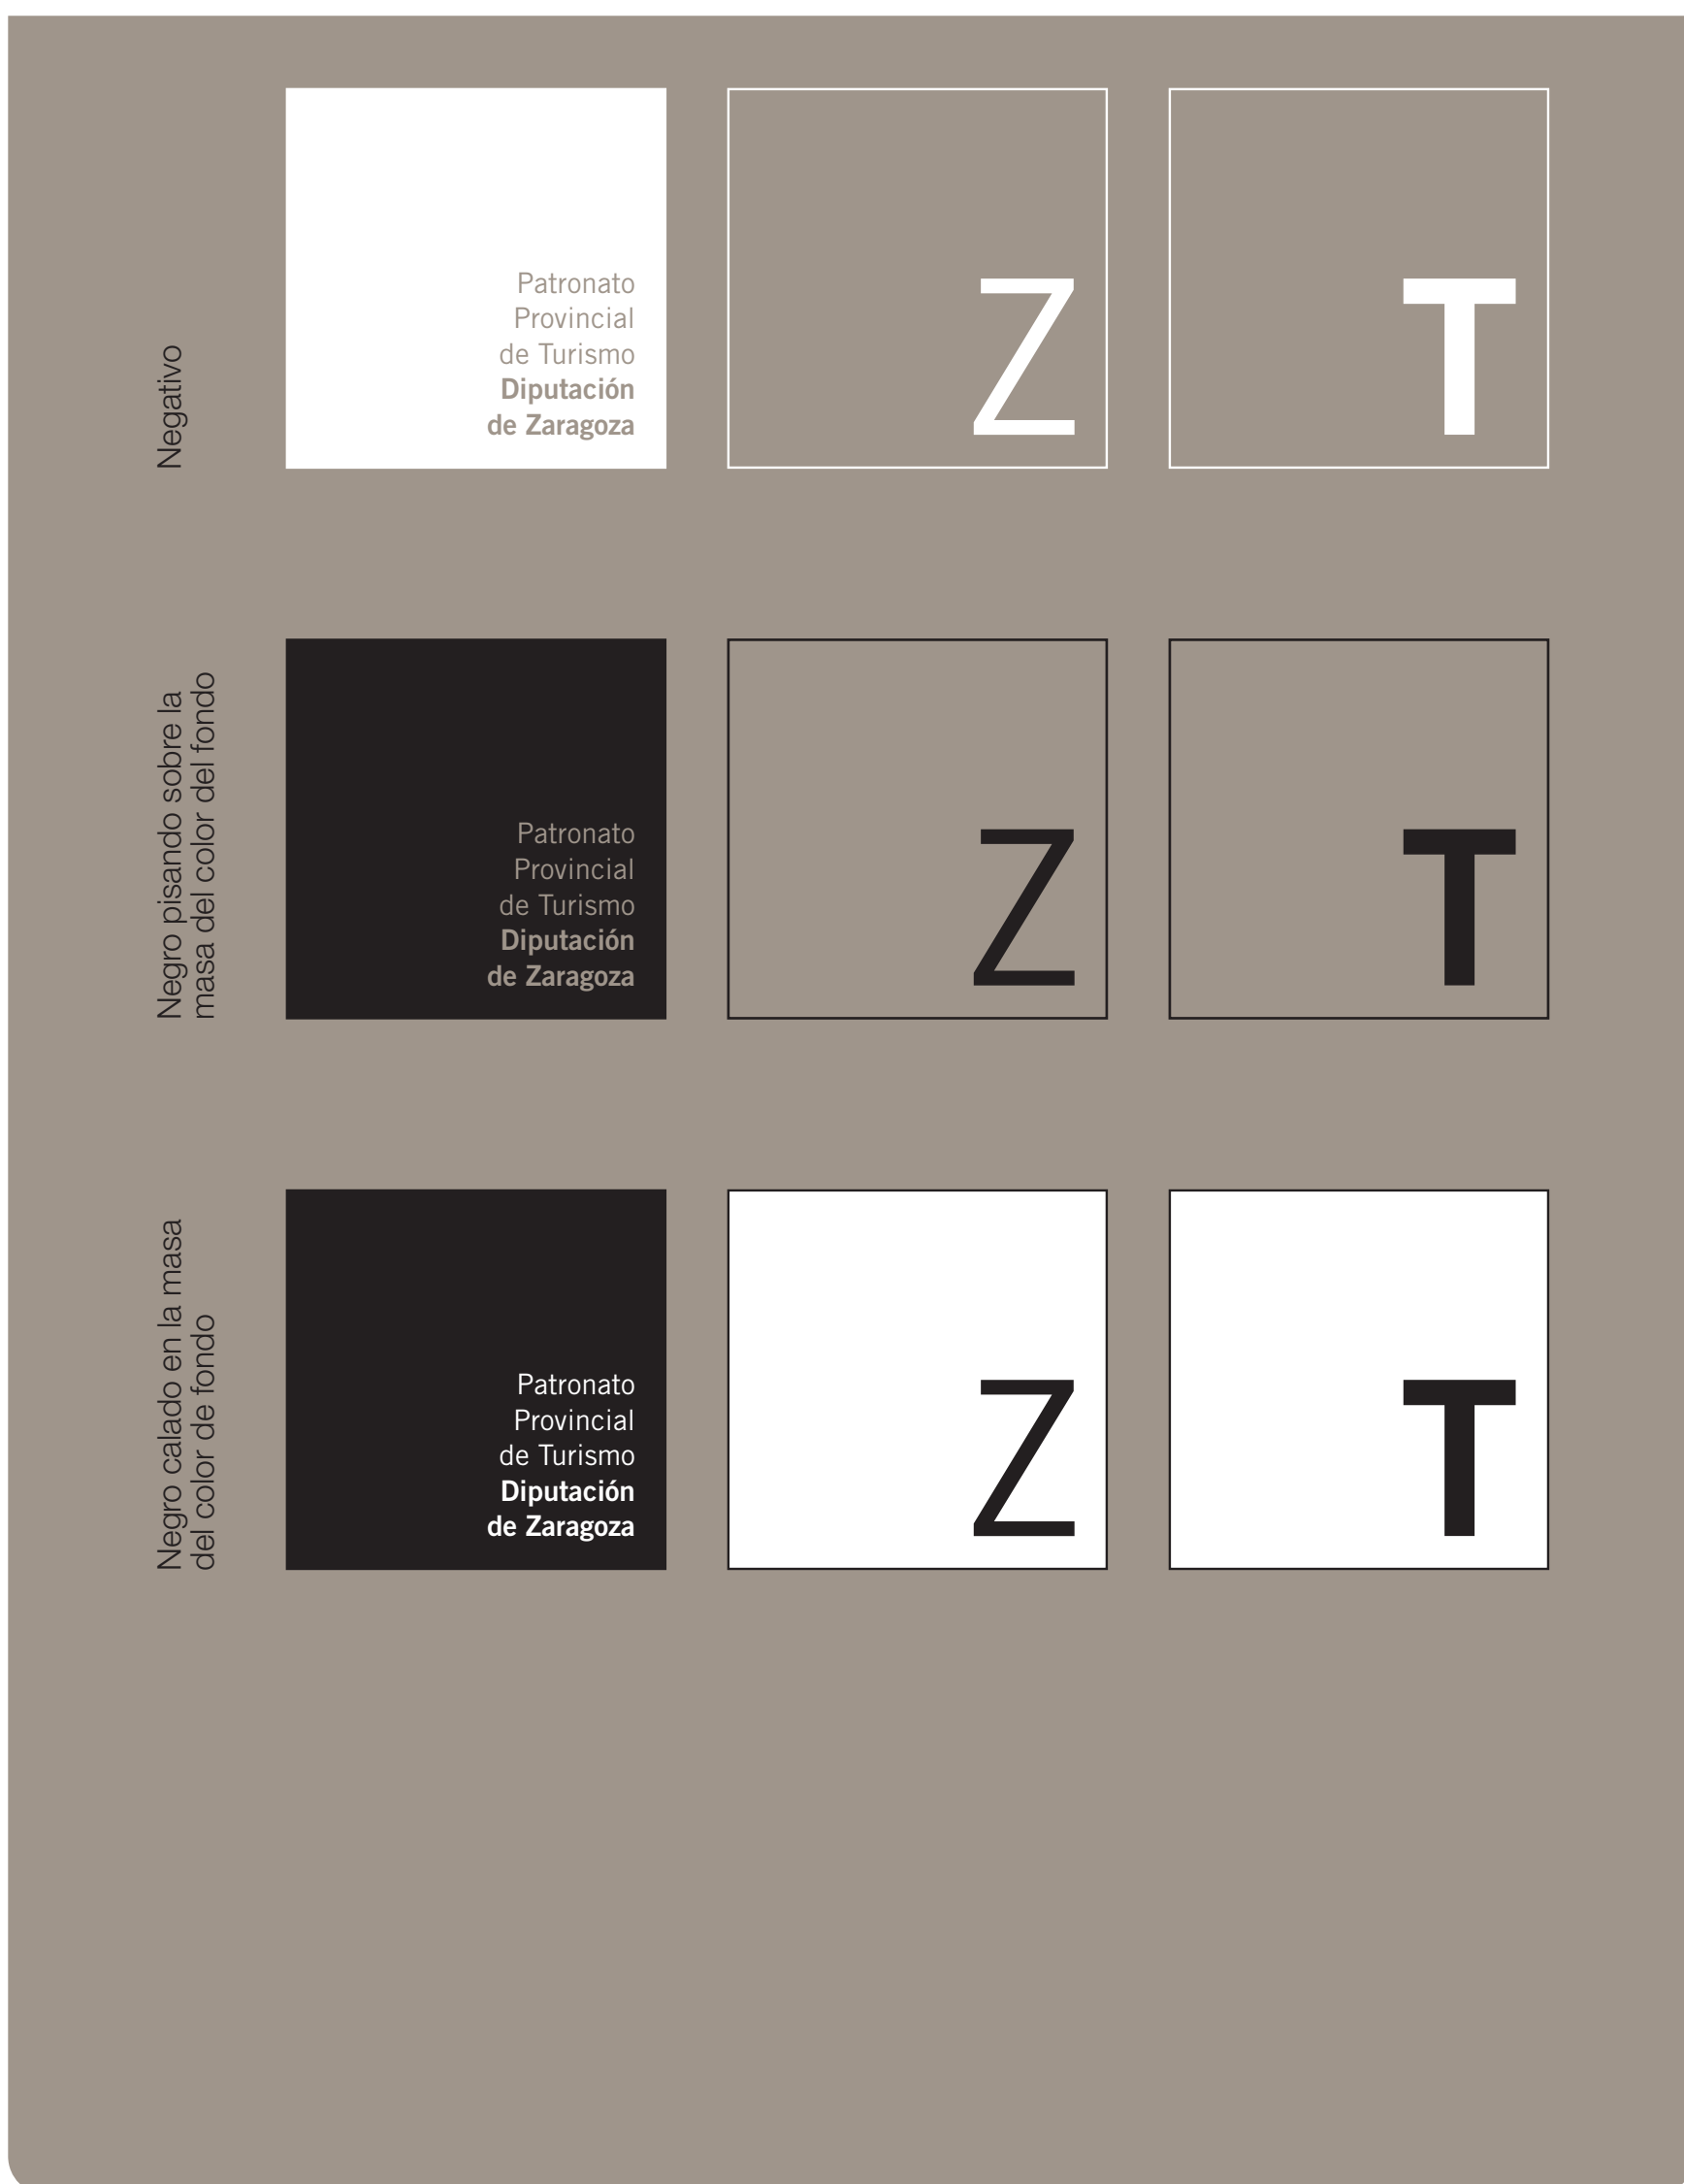 Negativo
Patronato
Provincial
de Turismo
Diputación
de Zaragoza
Z
T
Negro pisando sobre la
masa del color del fondo
Patronato
Provincial
de Turismo
Diputación
de Zaragoza
Z
T
Negro calado en la masa
del color de fondo
Patronato
Provincial
de Turismo
Diputación
de Zaragoza
Z
T